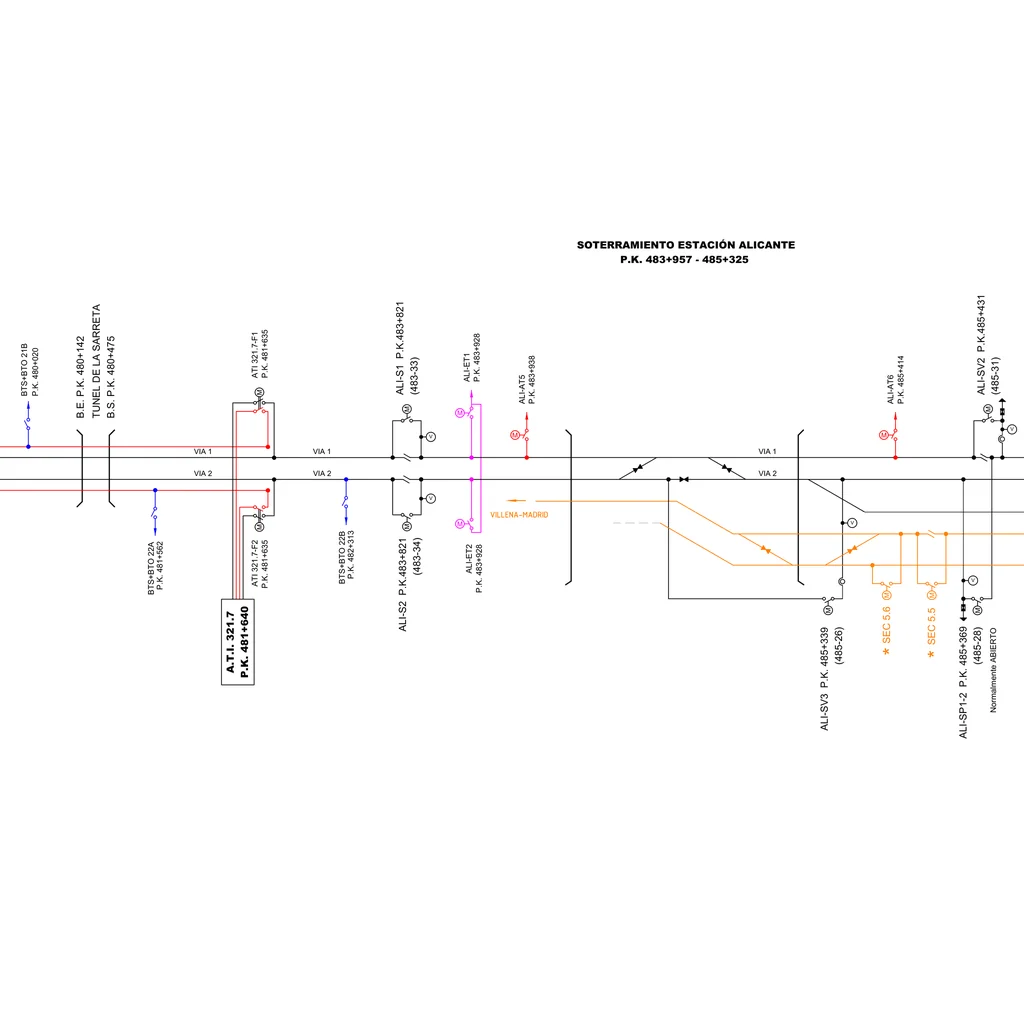 SOTERRAMIENTO ESTACIÓN ALICANTE
P.K. 483+957 - 485+325
BTS+BTO 21B
P.K. 480+020
B.E. P.K. 480+142
TUNEL DE LA SARRETA
B.S. P.K. 480+475
ATI 321.7-F1
P.K. 481+635
ALI-S1 P.K.483+821
(483-33)
ALI-ET1
P.K. 483+928
ALI-AT5
P.K. 483+938
ALI-AT6
P.K. 485+414
ALI-SV2 P.K.485+431
(485-31)
M
M
M
M
M
M
V
V
VIA 1
VIA 1
VIA 1
VIA 2
VIA 2
VIA 2
V
VILLENA-MADRID
M
M
M
V
V
M
M
M
M
BTS+BTO 22A
P.K. 481+562
ATI 321.7-F2
P.K. 481+635
BTS+BTO 22B
P.K. 482+313
ALI-S2 P.K.483+821
(483-34)
ALI-ET2
P.K. 483+928
A.T.I. 321.7
P.K. 481+640
ALI-SV3 P.K. 485+339
(485-26)
* SEC 5.6
* SEC 5.5
ALI-SP1-2 P.K. 485+369
(485-28)
Normalmente ABIERTO